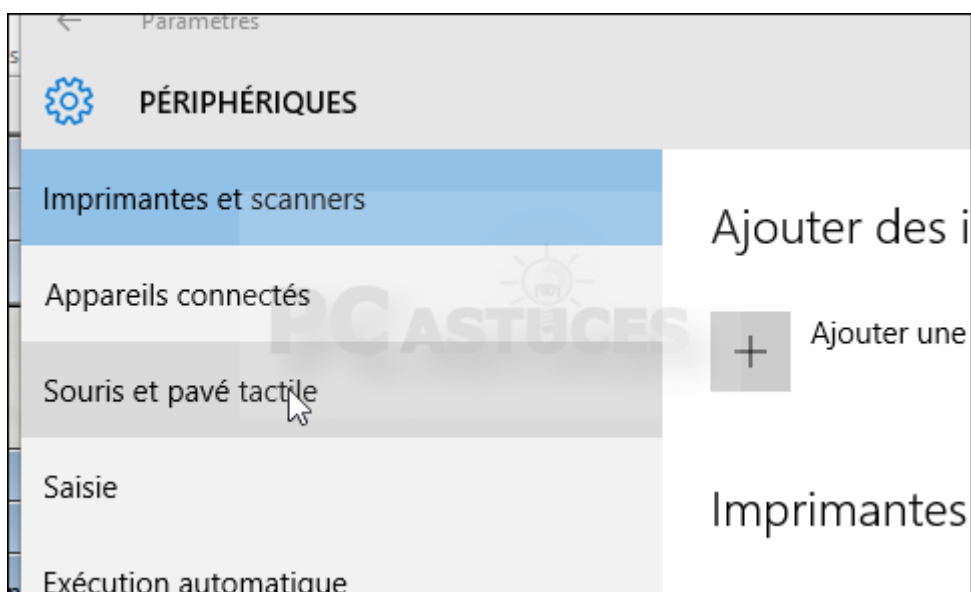 Paramètres
PÉRIPHÉRIQUES
Imprimantes et scanners
Appareils connectés
Souris et pavé tactile
Saisie
Exécution automatique
Ajouter des i
Ajouter une
Imprimantes
PC ASTUCES